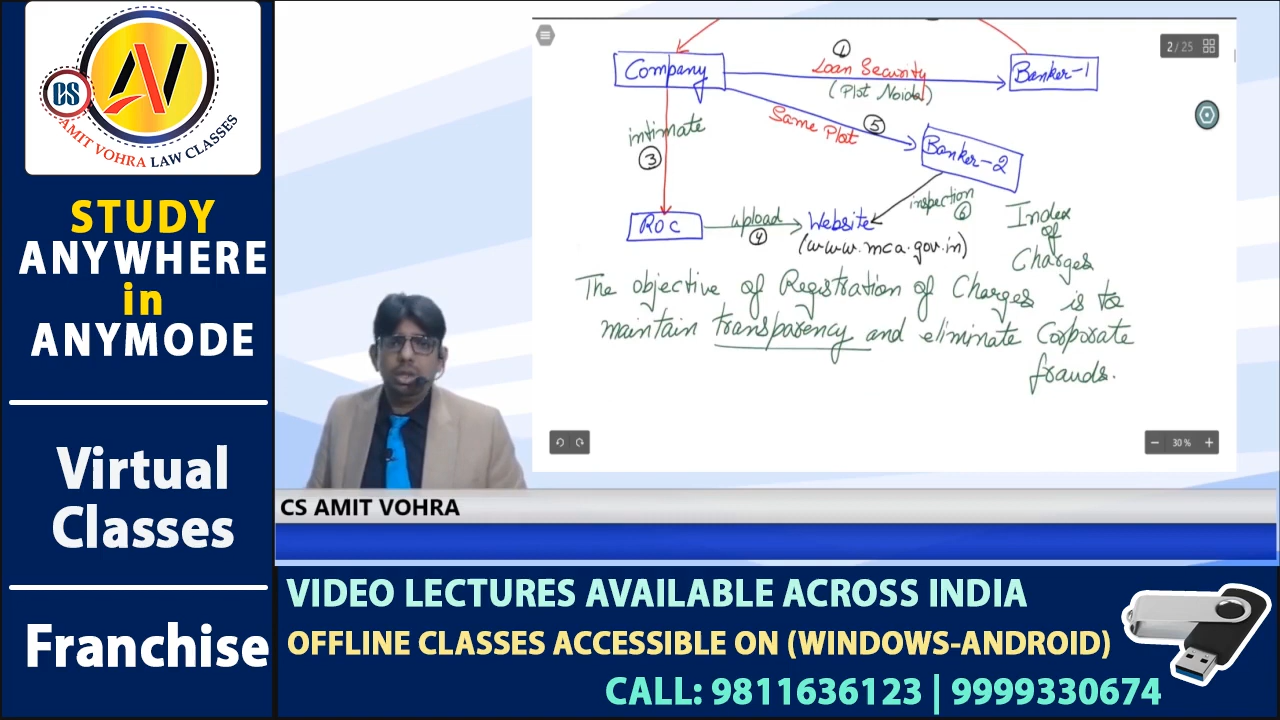 AV
CS
AMIT VOHRA LAW CLASSES
STUDY
ANYWHERE
in
ANYMODE
Virtual
Classes
Franchise
2 / 25
Company
1
Loan Security
(Plot Noida)
Banker-1
intimate
3
Same Plot
5
Banker-2
ROC
upload
4
Website
(www.mca.gov.in)
inspection
6
Index
of
Charges
The objective of Registration of Charges is to
maintain transparency and eliminate Corporate
frauds.
− 30 % +
CS AMIT VOHRA
VIDEO LECTURES AVAILABLE ACROSS INDIA
OFFLINE CLASSES ACCESSIBLE ON (WINDOWS-ANDROID)
CALL: 9811636123 | 9999330674